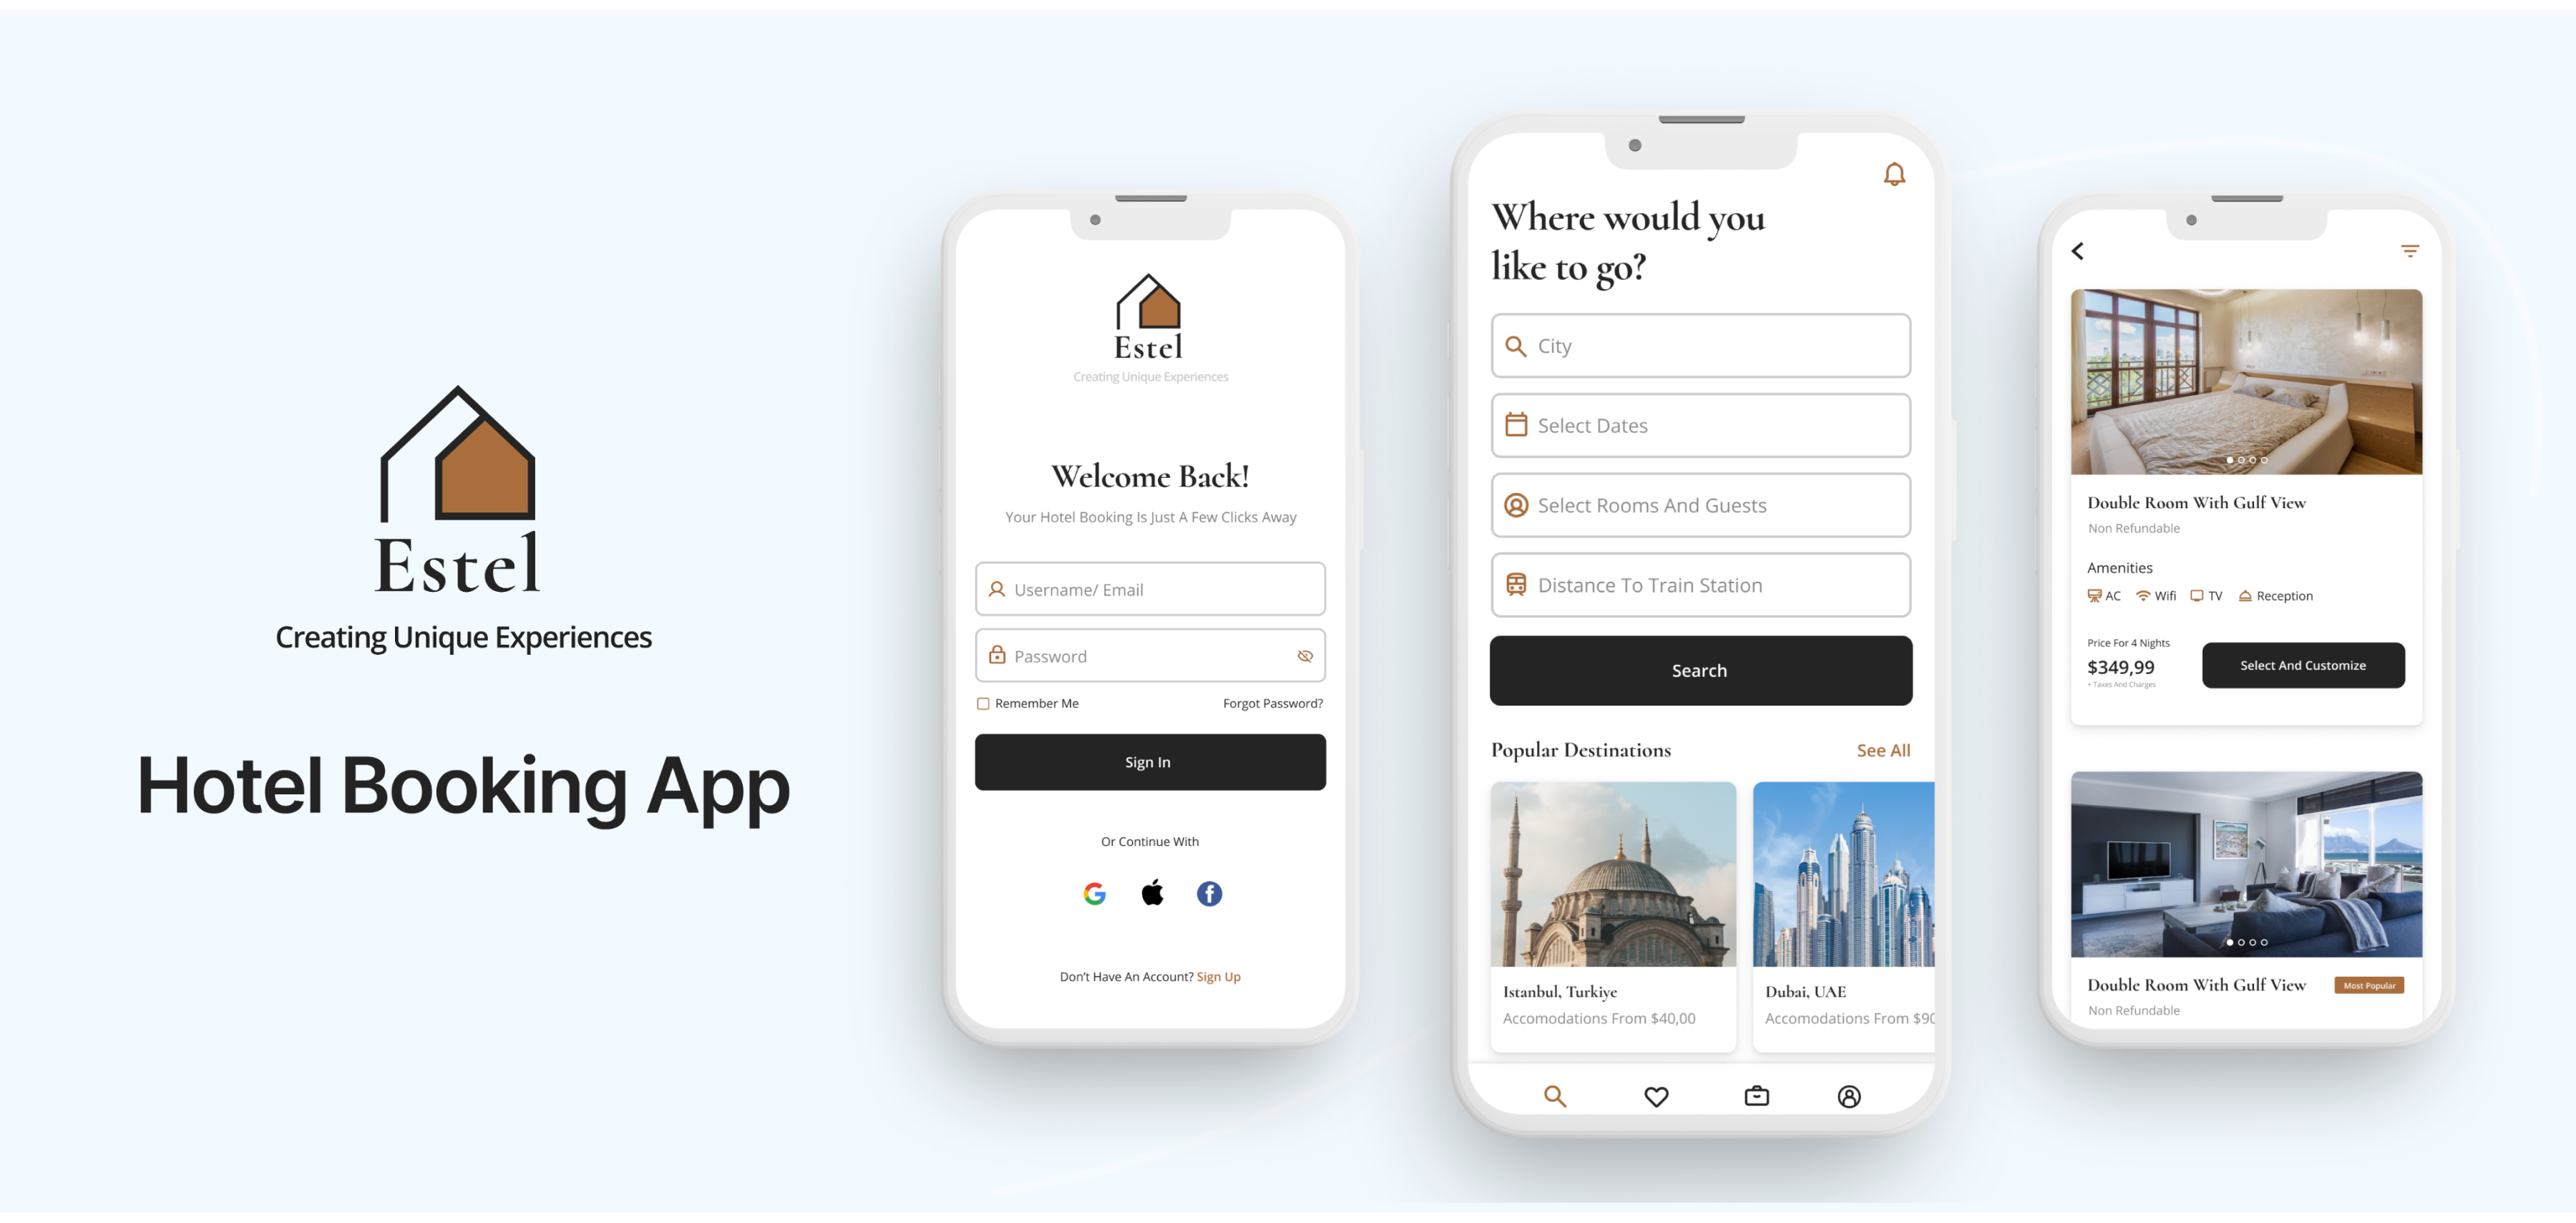 Estel
Creating Unique Experiences
Hotel Booking App
Estel
Creating Unique Experiences
Welcome Back!
Your Hotel Booking Is Just A Few Clicks Away
Username/ Email
Password
Remember Me
Forgot Password?
Sign In
Or Continue With
Don't Have An Account? Sign Up
Where would you
like to go?
City
Select Dates
Select Rooms And Guests
Distance To Train Station
Search
Popular Destinations
See All
Istanbul, Turkiye
Accomodations From $40,00
Dubai, UAE
Accomodations From $90
Double Room With Gulf View
Non Refundable
Amenities
AC Wifi TV Reception
Price For 4 Nights
$349,99
+ Taxes And Charges
Select And Customize
Double Room With Gulf View
Most Popular
Non Refundable